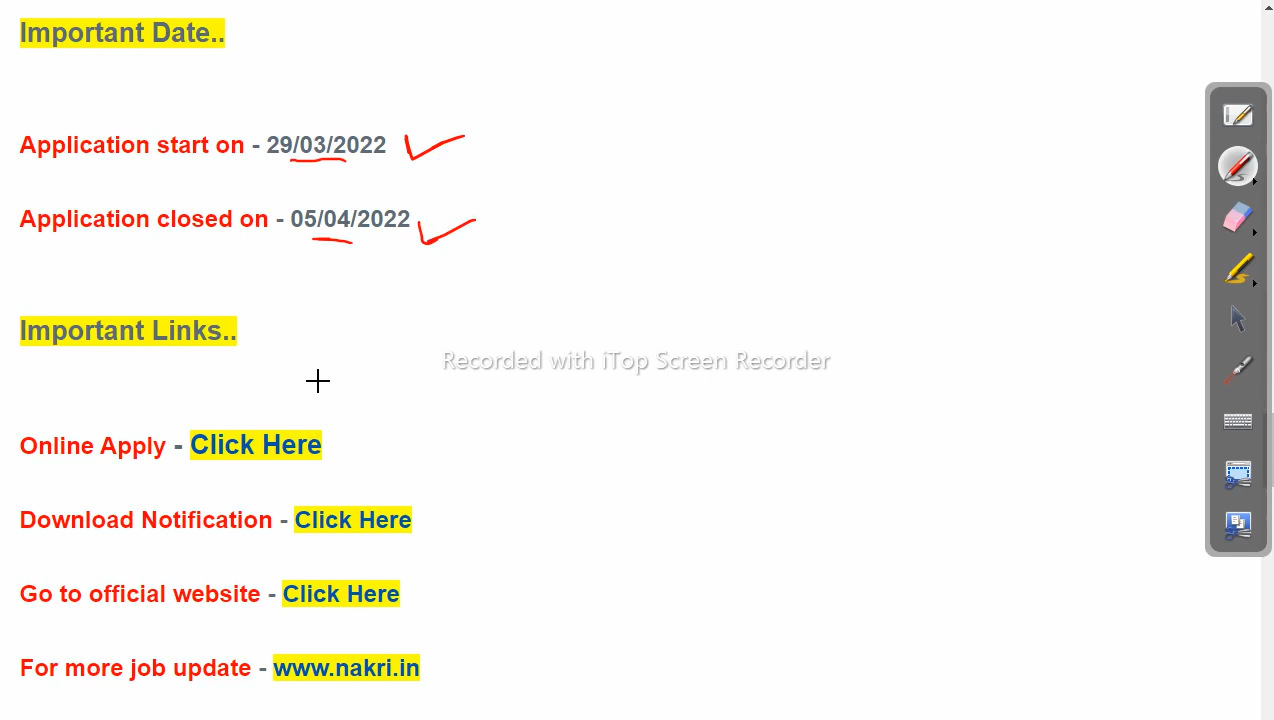 Important Date..
Application start on - 29/03/2022
Application closed on - 05/04/2022
Important Links..
Recorded with iTop Screen Recorder
Online Apply - Click Here
Download Notification - Click Here
Go to official website - Click Here
For more job update - www.nakri.in